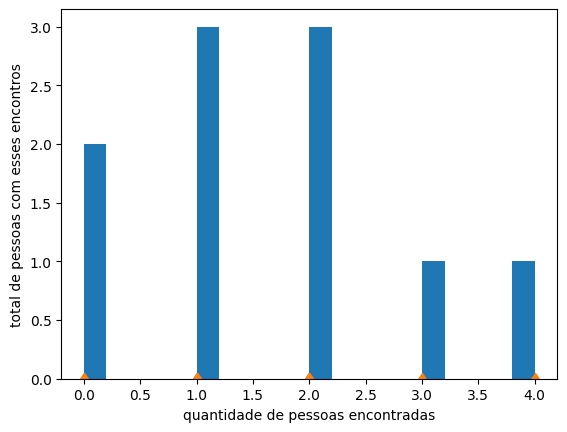 3.0
2.5
2.0
1.5
1.0
0.5
0.0
total de pessoas com esses encontros
0.0 0.5 1.0 1.5 2.0 2.5 3.0 3.5 4.0
quantidade de pessoas encontradas